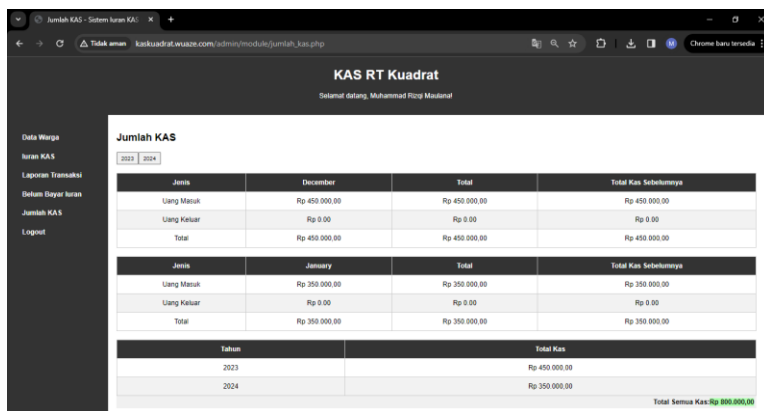 Jumlah KAS - Sistem Iuran KAS
Tidak aman kaskuadrat.wuaze.com/admin/module/jumlah_kas.php
M Chrome baru tersedia
KAS RT Kuadrat
Selamat datang, Muhammad Rizqi Maulana!
Data Warga
Iuran KAS
Laporan Transaksi
Belum Bayar Iuran
Jumlah KAS
Logout
Jumlah KAS
2023 2024
Jenis December Total Total Kas Sebelumnya
Uang Masuk Rp 450.000,00 Rp 450.000,00 Rp 450.000,00
Uang Keluar Rp 0.00 Rp 0.00 Rp 0.00
Total Rp 450.000,00 Rp 450.000,00 Rp 450.000,00
Jenis January Total Total Kas Sebelumnya
Uang Masuk Rp 350.000,00 Rp 350.000,00 Rp 350.000,00
Uang Keluar Rp 0.00 Rp 0.00 Rp 0.00
Total Rp 350.000,00 Rp 350.000,00 Rp 350.000,00
Tahun Total Kas
2023 Rp 450.000,00
2024 Rp 350.000,00
Total Semua Kas:Rp 800.000,00